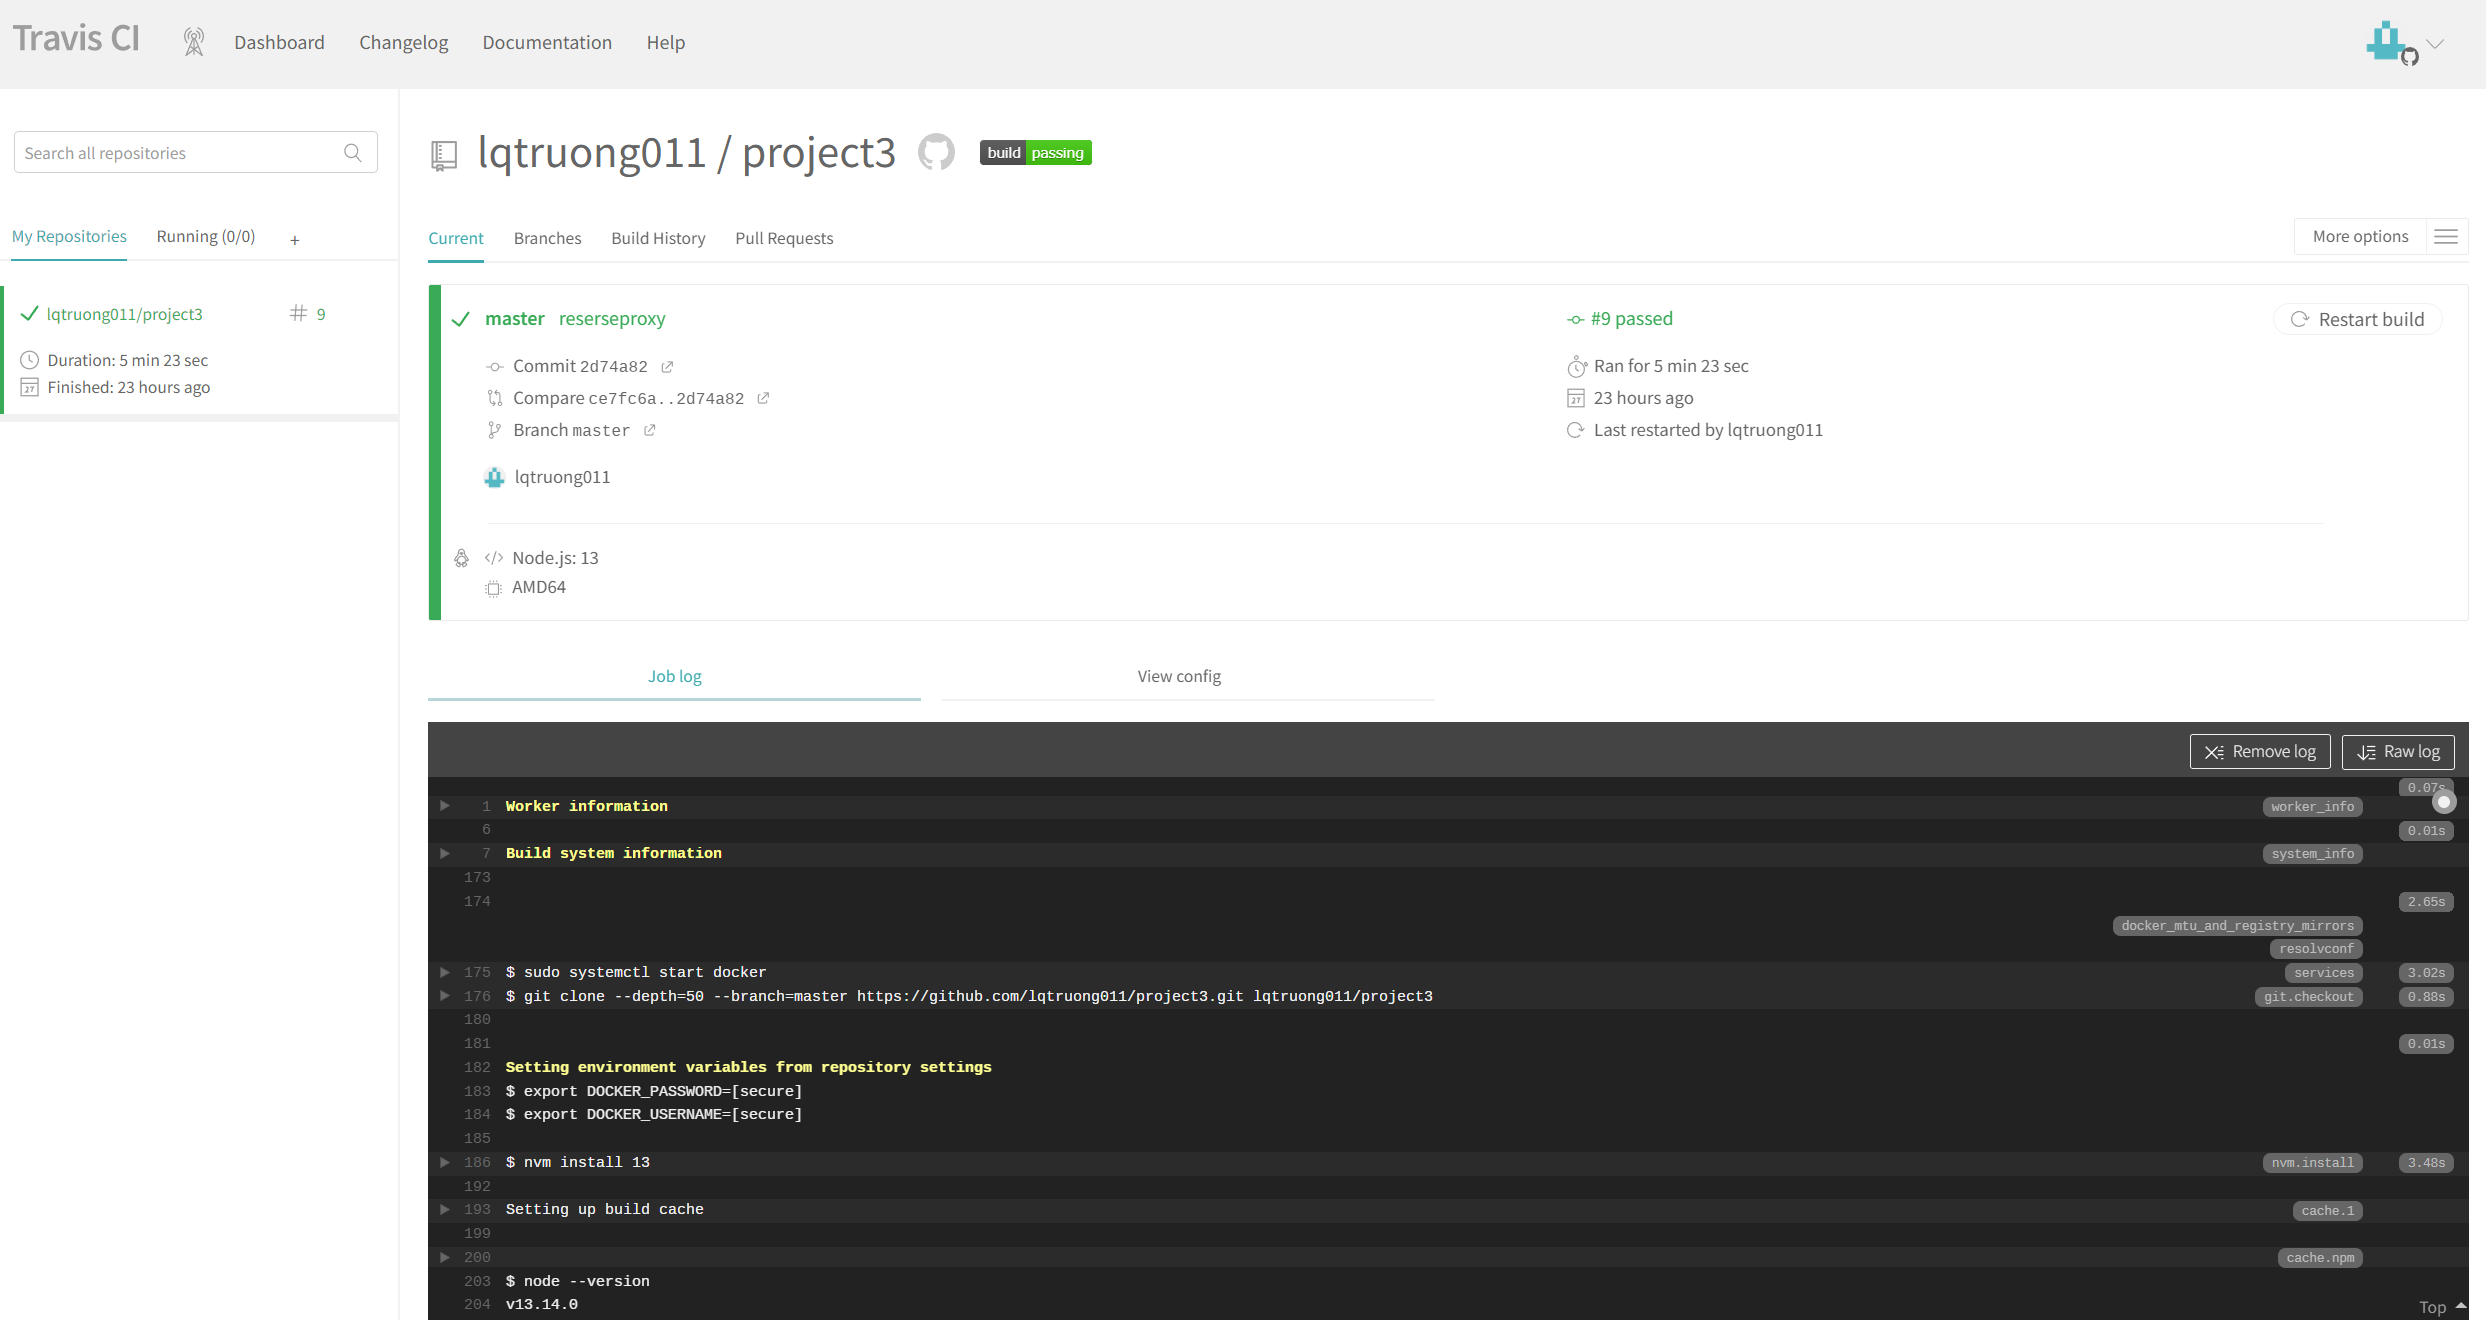 Travis CI Dashboard Changelog Documentation Help
Search all repositories
My Repositories Running (0/0) +
lqtruong011/project3 # 9
Duration: 5 min 23 sec
27 Finished: 23 hours ago
lqtruong011 / project3 build passing
Current Branches Build History Pull Requests More options
master reserseproxy #9 passed Restart build
Commit 2d74a82 Ran for 5 min 23 sec
Compare ce7fc6a..2d74a82 27 23 hours ago
Branch master Last restarted by lqtruong011
lqtruong011
</> Node.js: 13
AMD64
Job log View config
Remove log Raw log
0.07s
1 Worker information worker_info
6 0.01s
7 Build system information system_info
173
174 2.65s
docker_mtu_and_registry_mirrors
resolvconf
175 $ sudo systemctl start docker services 3.02s
176 $ git clone --depth=50 --branch=master https://github.com/lqtruong011/project3.git lqtruong011/project3 git.checkout 0.88s
180
181 0.01s
182 Setting environment variables from repository settings
183 $ export DOCKER_PASSWORD=[secure]
184 $ export DOCKER_USERNAME=[secure]
185
186 $ nvm install 13 nvm.install 3.48s
192
193 Setting up build cache cache.1
199
200 cache.npm
203 $ node --version
204 v13.14.0
Top